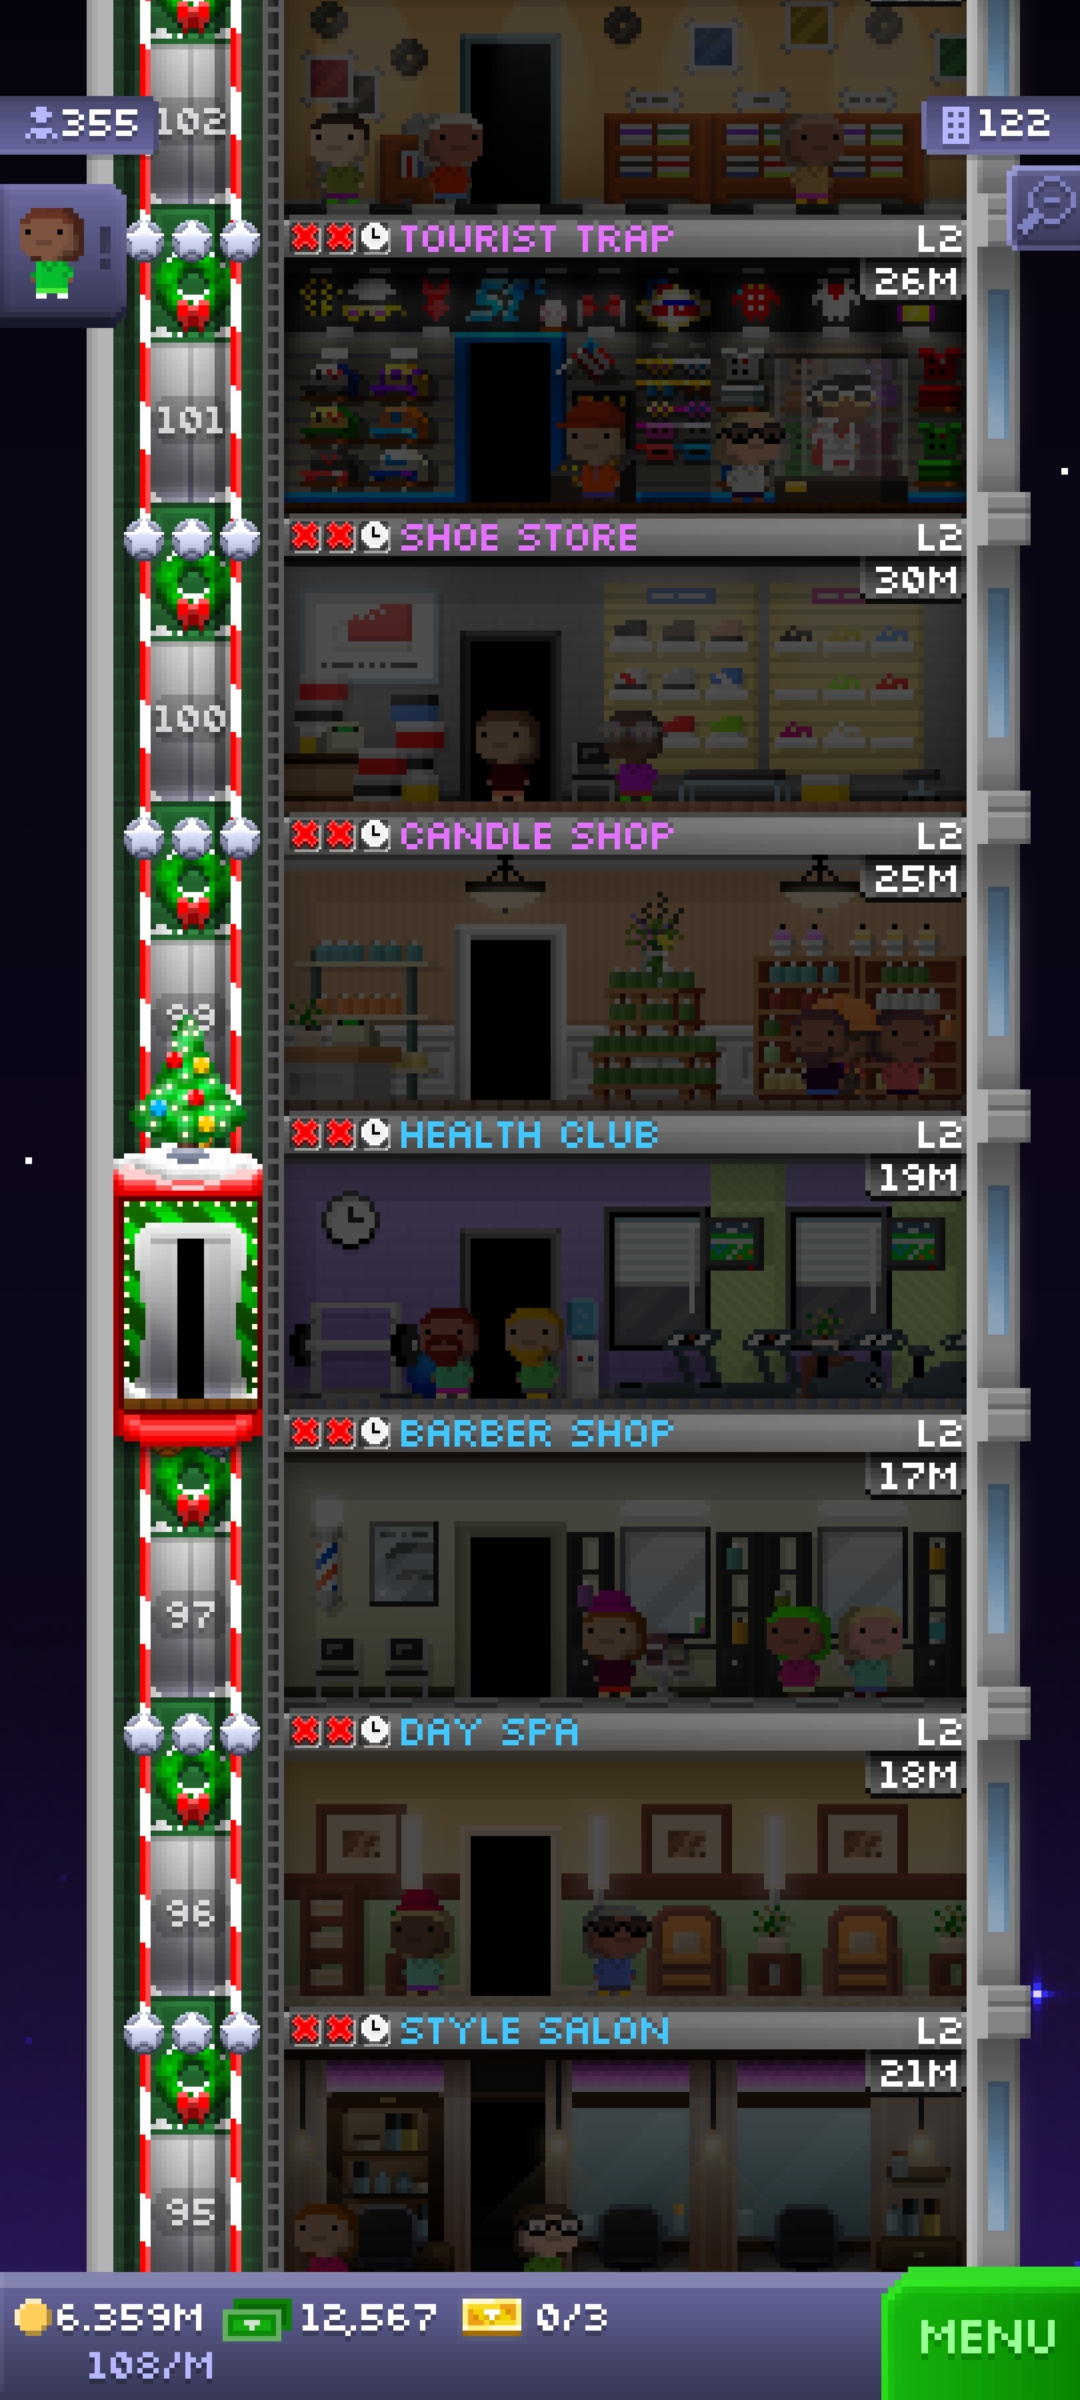 102
355
122
TOURIST TRAP L2
26M
101
SHOE STORE L2
30M
100
CANDLE SHOP L2
25M
99
HEALTH CLUB L2
19M
BARBER SHOP L2
17M
97
DAY SPA L2
18M
96
STYLE SALON L2
21M
95
6.359M 12,567 0/3
108/M
MENU